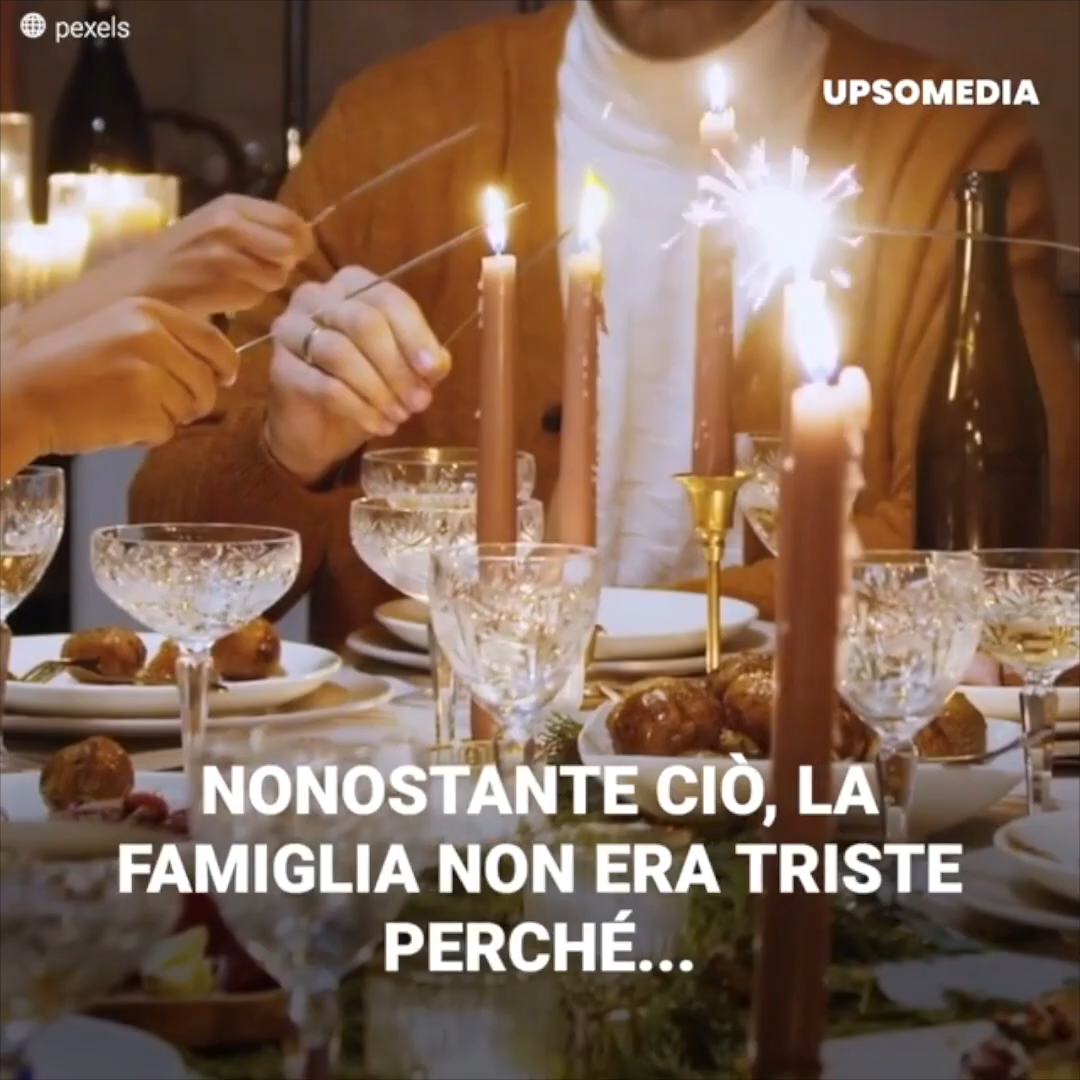 pexels
UPSOMEDIA
NONOSTANTE CIÒ, LA
FAMIGLIA NON ERA TRISTE
PERCHÉ...